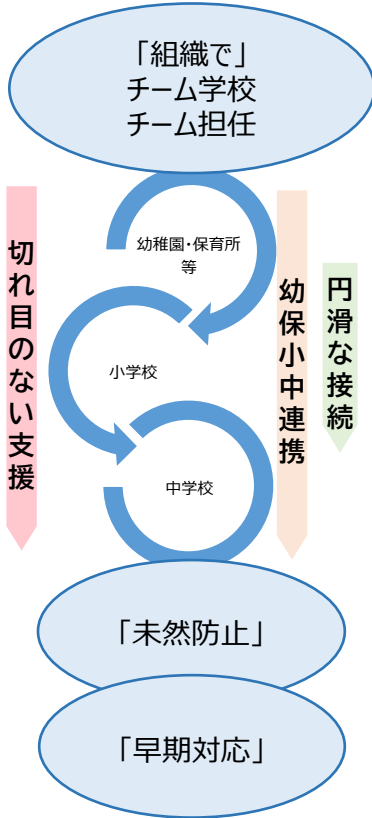 「組織で」
チーム学校
チーム担任
幼稚園・保育所
等
小学校
中学校
切れ目のない支援
幼保小中連携
円滑な接続
「未然防止」
「早期対応」